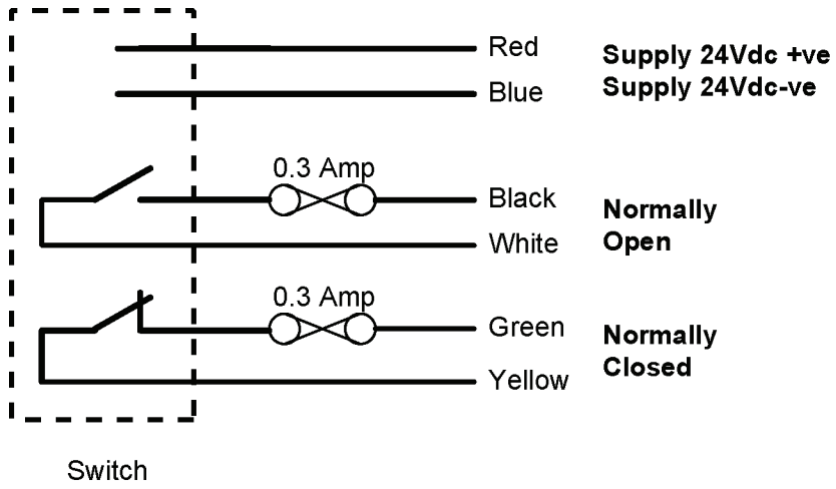 Red
Supply 24Vdc +ve
Blue
Supply 24Vdc-ve
0.3 Amp
Black
Normally
Open
White
0.3 Amp
Green
Normally
Closed
Yellow
Switch